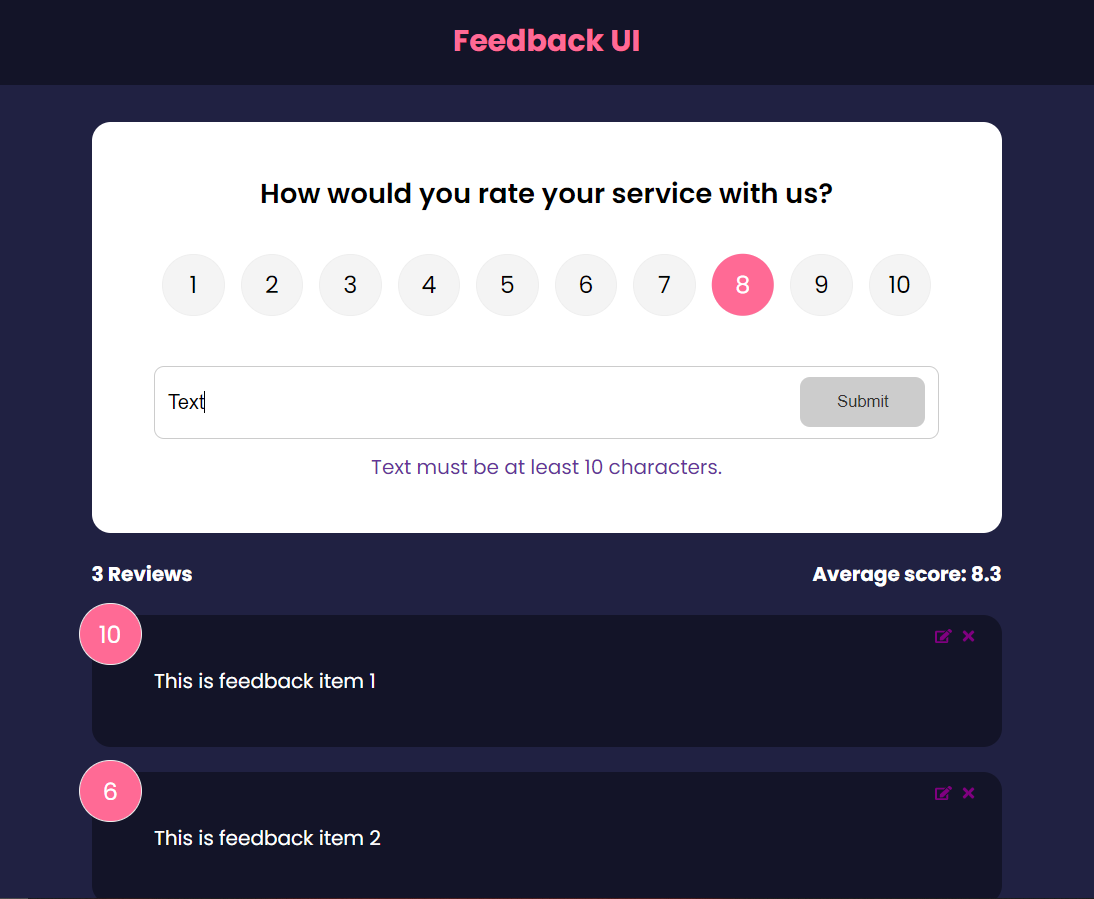 Feedback UI
How would you rate your service with us?
1 2 3 4 5 6 7 8 9 10
Text Submit
Text must be at least 10 characters.
3 Reviews Average score: 8.3
10
This is feedback item 1
6
This is feedback item 2